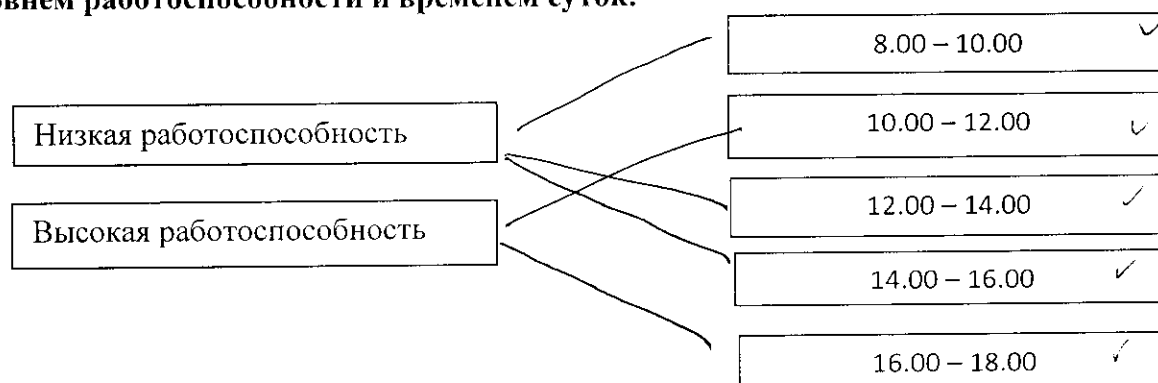 внем работоспособности и временем суток.
8.00 – 10.00
Низкая работоспособность
10.00 – 12.00
12.00 – 14.00
Высокая работоспособность
14.00 – 16.00
16.00 – 18.00